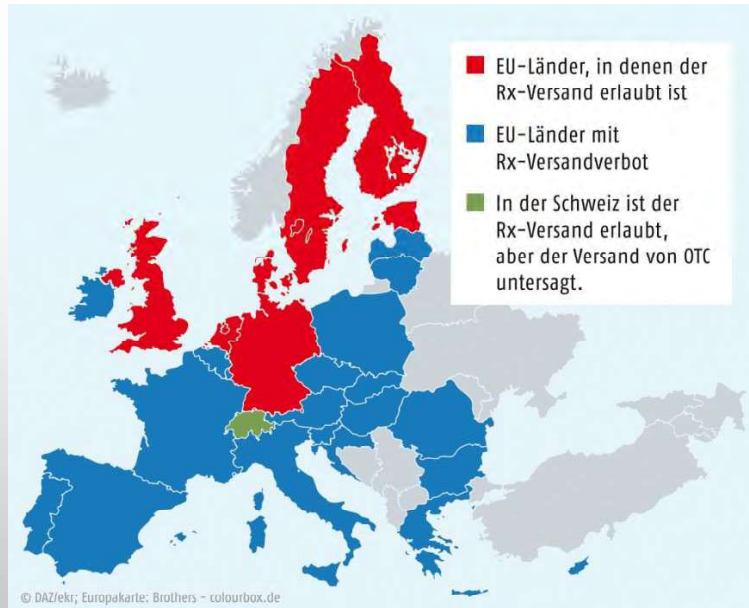 EU-Länder, in denen der
Rx-Versand erlaubt ist
EU-Länder mit
Rx-Versandverbot
In der Schweiz ist der
Rx-Versand erlaubt,
aber der Versand von OTC
untersagt.
© DAZ/ekr; Europakarte: Brothers - colourbox.de